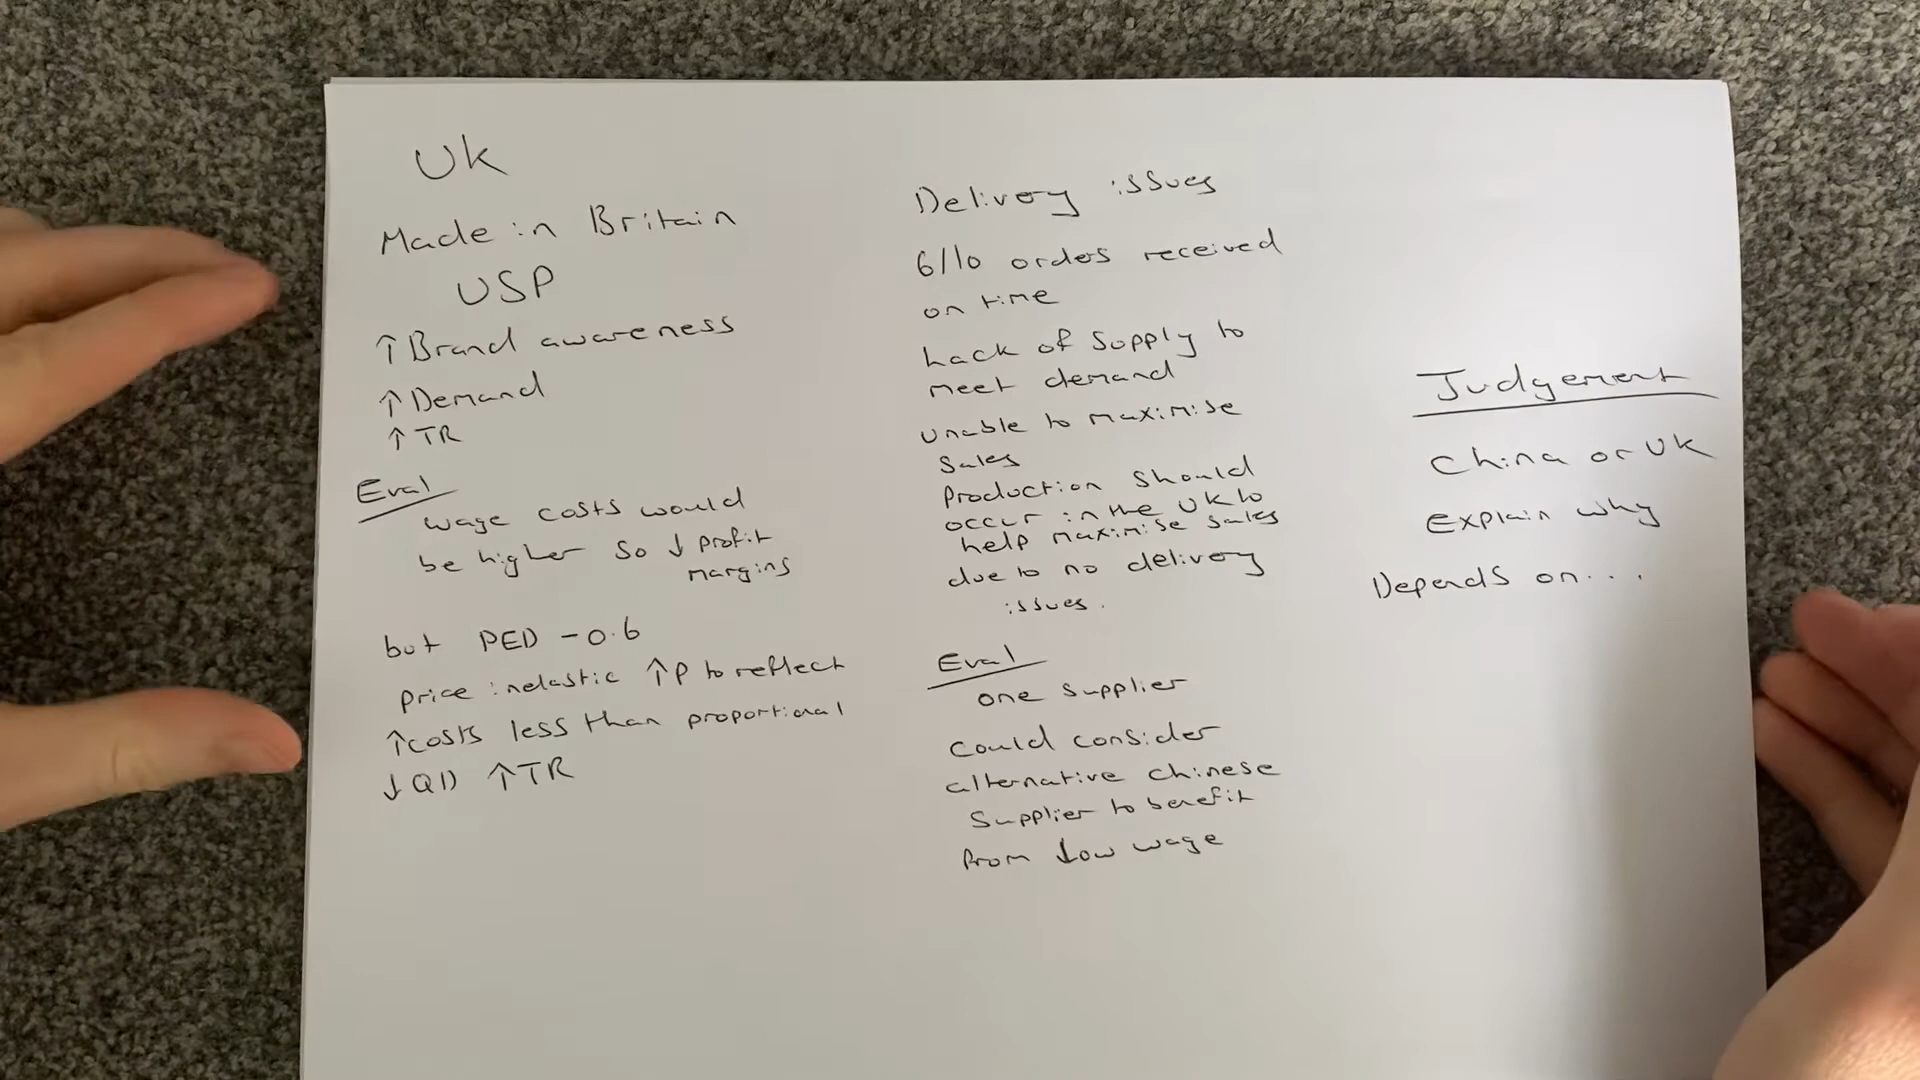 UK
Made in Britain
USP
↑ Brand awareness
↑ Demand
↑ TR
Eval
wage costs would
be higher so ↓ profit
margins
but PED -0.6
price inelastic ↑P to reflect
↑costs less than proportional
↓ QD ↑TR
Delivery issues
6/10 orders received
on time
Lack of supply to
meet demand
unable to maximise
sales
production should
occur in the UK to
help maximise sales
due to no delivery
issues.
Eval
one supplier
could consider
alternative chinese
supplier to benefit
from low wage
Judgement
China or UK
Explain why
Depends on...